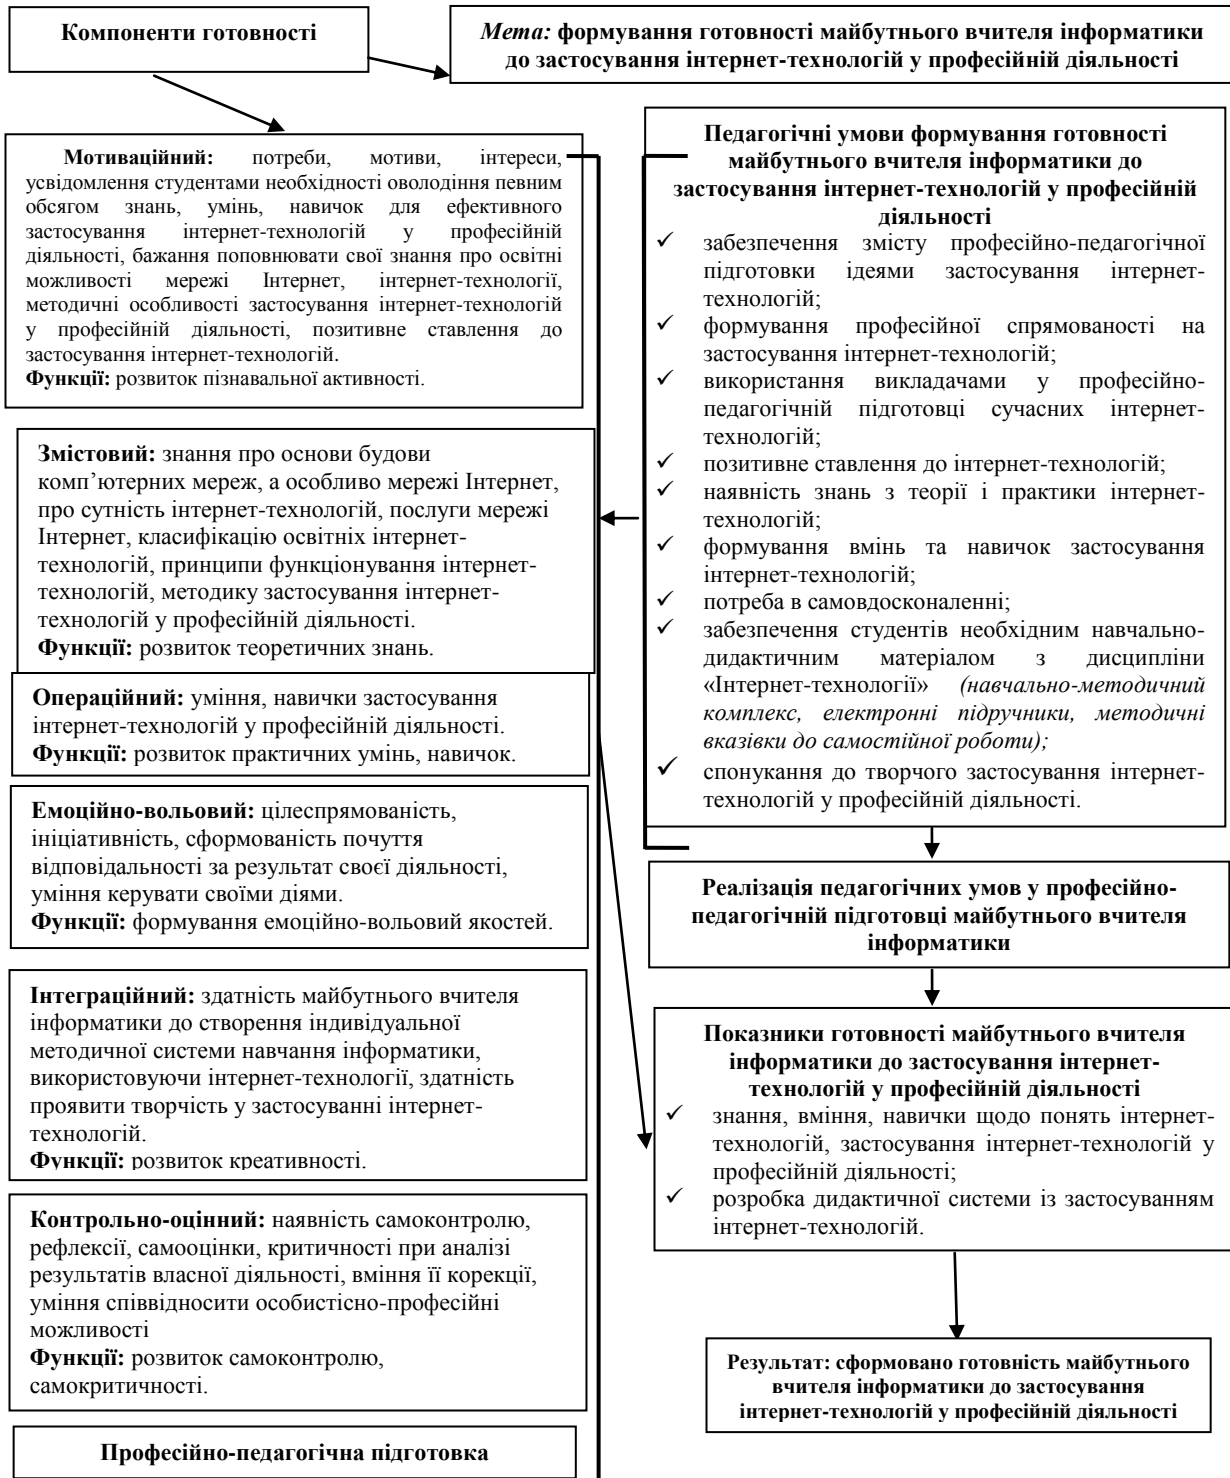 Компоненти готовності
Мета: формування готовності майбутнього вчителя інформатики
до застосування інтернет-технологій у професійній діяльності
Мотиваційний: потреби, мотиви, інтереси,
усвідомлення студентами необхідності оволодіння певним
обсягом знань, умінь, навичок для ефективного
застосування інтернет-технологій у професійній
діяльності, бажання поповнювати свої знання про освітні
можливості мережі Інтернет, інтернет-технології,
методичні особливості застосування інтернет-технологій
у професійній діяльності, позитивне ставлення до
застосування інтернет-технологій.
Функції: розвиток пізнавальної активності.
Змістовий: знання про основи будови
комп’ютерних мереж, а особливо мережі Інтернет,
про сутність інтернет-технологій, послуги мережі
Інтернет, класифікацію освітніх інтернет-
технологій, принципи функціонування інтернет-
технологій, методику застосування інтернет-
технологій у професійній діяльності.
Функції: розвиток теоретичних знань.
Операційний: уміння, навички застосування
інтернет-технологій у професійній діяльності.
Функції: розвиток практичних умінь, навичок.
Емоційно-вольовий: цілеспрямованість,
ініціативність, сформованість почуття
відповідальності за результат своєї діяльності,
уміння керувати своїми діями.
Функції: формування емоційно-вольовий якостей.
Інтеграційний: здатність майбутнього вчителя
інформатики до створення індивідуальної
методичної системи навчання інформатики,
використовуючи інтернет-технології, здатність
проявити творчість у застосуванні інтернет-
технологій.
Функції: розвиток креативності.
Контрольно-оцінний: наявність самоконтролю,
рефлексії, самооцінки, критичності при аналізі
результатів власної діяльності, вміння її корекції,
уміння співвідносити особистісно-професійні
можливості
Функції: розвиток самоконтролю,
самокритичності.
Професійно-педагогічна підготовка
Педагогічні умови формування готовності
майбутнього вчителя інформатики до
застосування інтернет-технологій у професійній
діяльності
✓ забезпечення змісту професійно-педагогічної
підготовки ідеями застосування інтернет-
технологій;
✓ формування професійної спрямованості на
застосування інтернет-технологій;
✓ використання викладачами у професійно-
педагогічній підготовці сучасних інтернет-
технологій;
✓ позитивне ставлення до інтернет-технологій;
✓ наявність знань з теорії і практики інтернет-
технологій;
✓ формування вмінь та навичок застосування
інтернет-технологій;
✓ потреба в самовдосконаленні;
✓ забезпечення студентів необхідним навчально-
дидактичним матеріалом з дисципліни
«Інтернет-технології» (навчально-методичний
комплекс, електронні підручники, методичні
вказівки до самостійної роботи);
✓ спонукання до творчого застосування інтернет-
технологій у професійній діяльності.
Реалізація педагогічних умов у професійно-
педагогічній підготовці майбутнього вчителя
інформатики
Показники готовності майбутнього вчителя
інформатики до застосування інтернет-
технологій у професійній діяльності
✓ знання, вміння, навички щодо понять інтернет-
технологій, застосування інтернет-технологій у
професійній діяльності;
✓ розробка дидактичної системи із застосуванням
інтернет-технологій.
Результат: сформовано готовність майбутнього
вчителя інформатики до застосування
інтернет-технологій у професійній діяльності